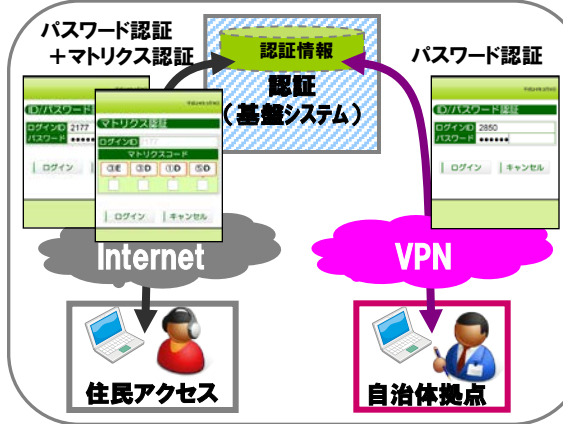 パスワード認証
+マトリクス認証
認証情報
認証
(基盤システム)
パスワード認証
ID/パスワード
ログインID 2177
パスワード ●●●●●
ログイン
マトリクス認証
ログインID
マトリクスコード
③D ①D ⑤D
ログイン キャンセル
ID/パスワード認証
ログインID 2850
パスワード ●●●●●●
ログイン キャンセル
Internet
VPN
住民アクセス
自治体拠点